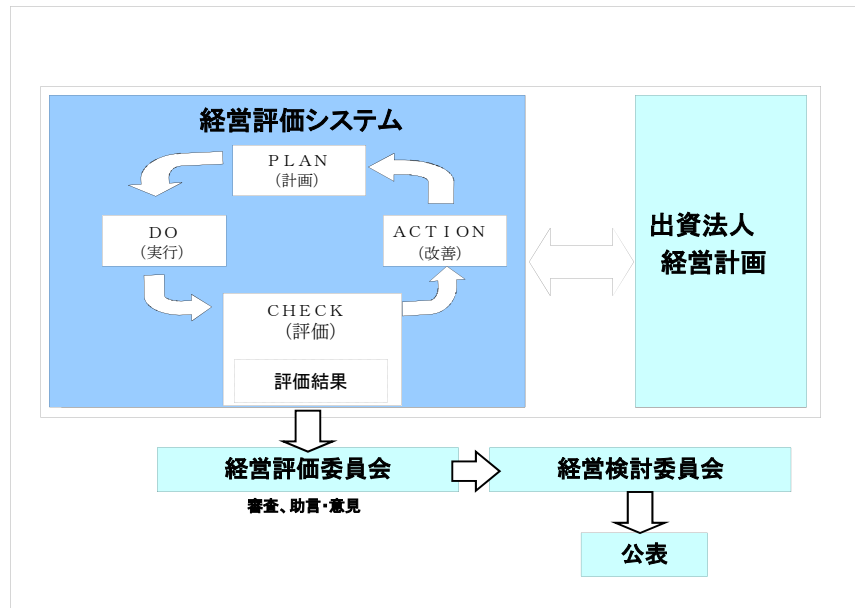 経営評価システム
ＰＬＡＮ
（計画）
ＤＯ
（実行）
ＡＣＴＩＯＮ
（改善）
ＣＨＥＣＫ
（評価）
評価結果
出資法人
経営計画
経営評価委員会
経営検討委員会
審査、助言・意見
公表